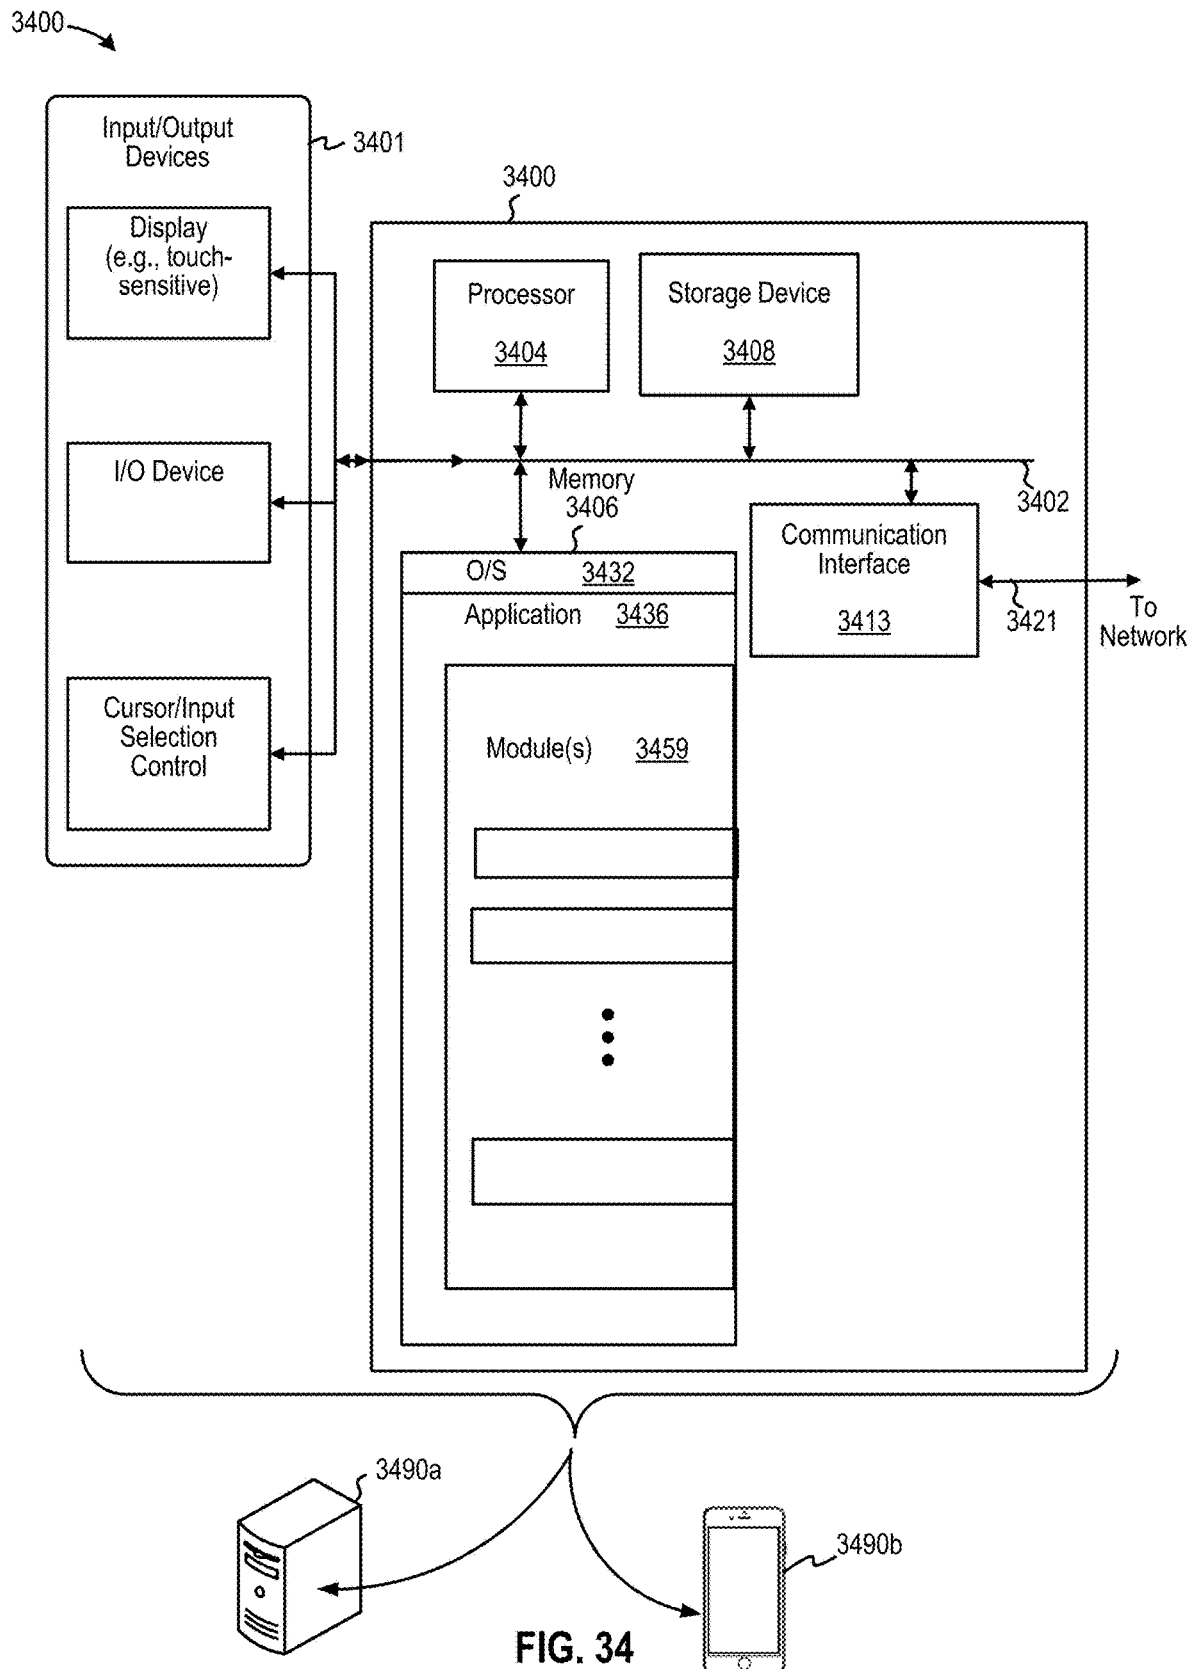 3400
Input/Output
Devices
3401
Display
(e.g., touch-
sensitive)
I/O Device
Cursor/Input
Selection
Control
3400
Processor
3404
Storage Device
3408
3402
Memory
3406
O/S 3432
Application 3436
Module(s) 3459
Communication
Interface
3413
3421
To
Network
3490a
3490b
FIG. 34